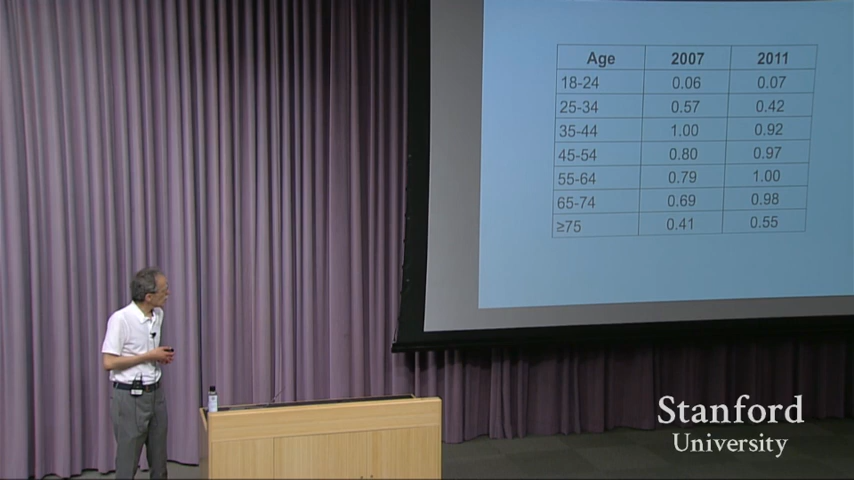 Age 2007 2011
18-24 0.06 0.07
25-34 0.57 0.42
35-44 1.00 0.92
45-54 0.80 0.97
55-64 0.79 1.00
65-74 0.69 0.98
≥75 0.41 0.55
Stanford
University